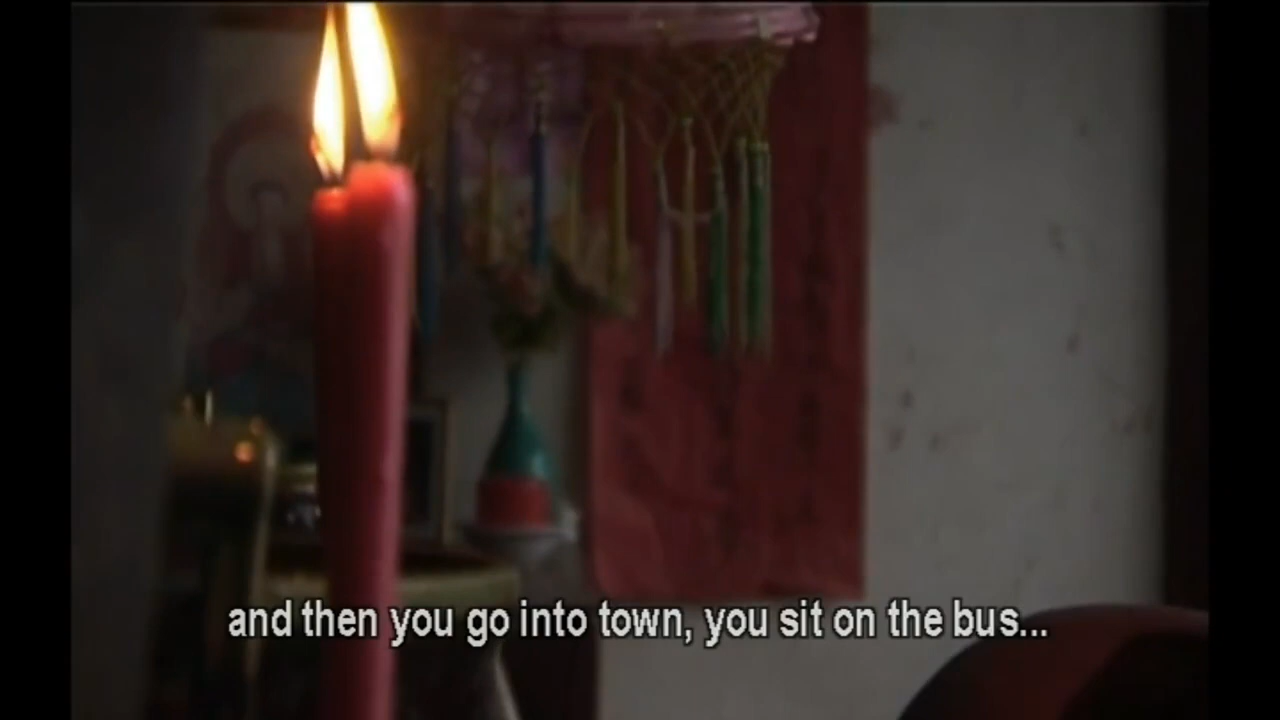 and then you go into town, you sit on the bus...